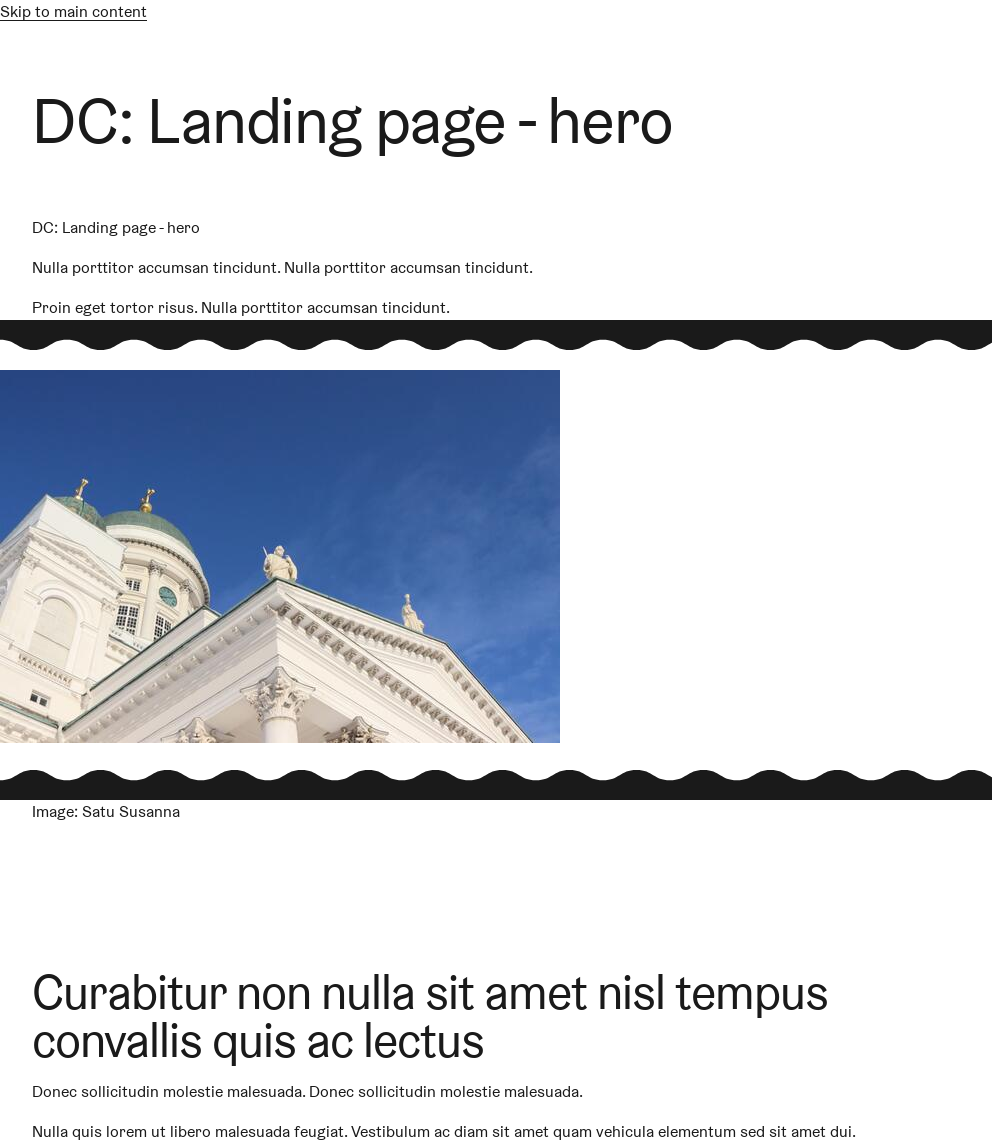 Skip to main content
DC: Landing page - hero
DC: Landing page - hero
Nulla porttitor accumsan tincidunt. Nulla porttitor accumsan tincidunt.
Proin eget tortor risus. Nulla porttitor accumsan tincidunt.
Image: Satu Susanna
Curabitur non nulla sit amet nisl tempus
convallis quis ac lectus
Donec sollicitudin molestie malesuada. Donec sollicitudin molestie malesuada.
Nulla quis lorem ut libero malesuada feugiat. Vestibulum ac diam sit amet quam vehicula elementum sed sit amet dui.